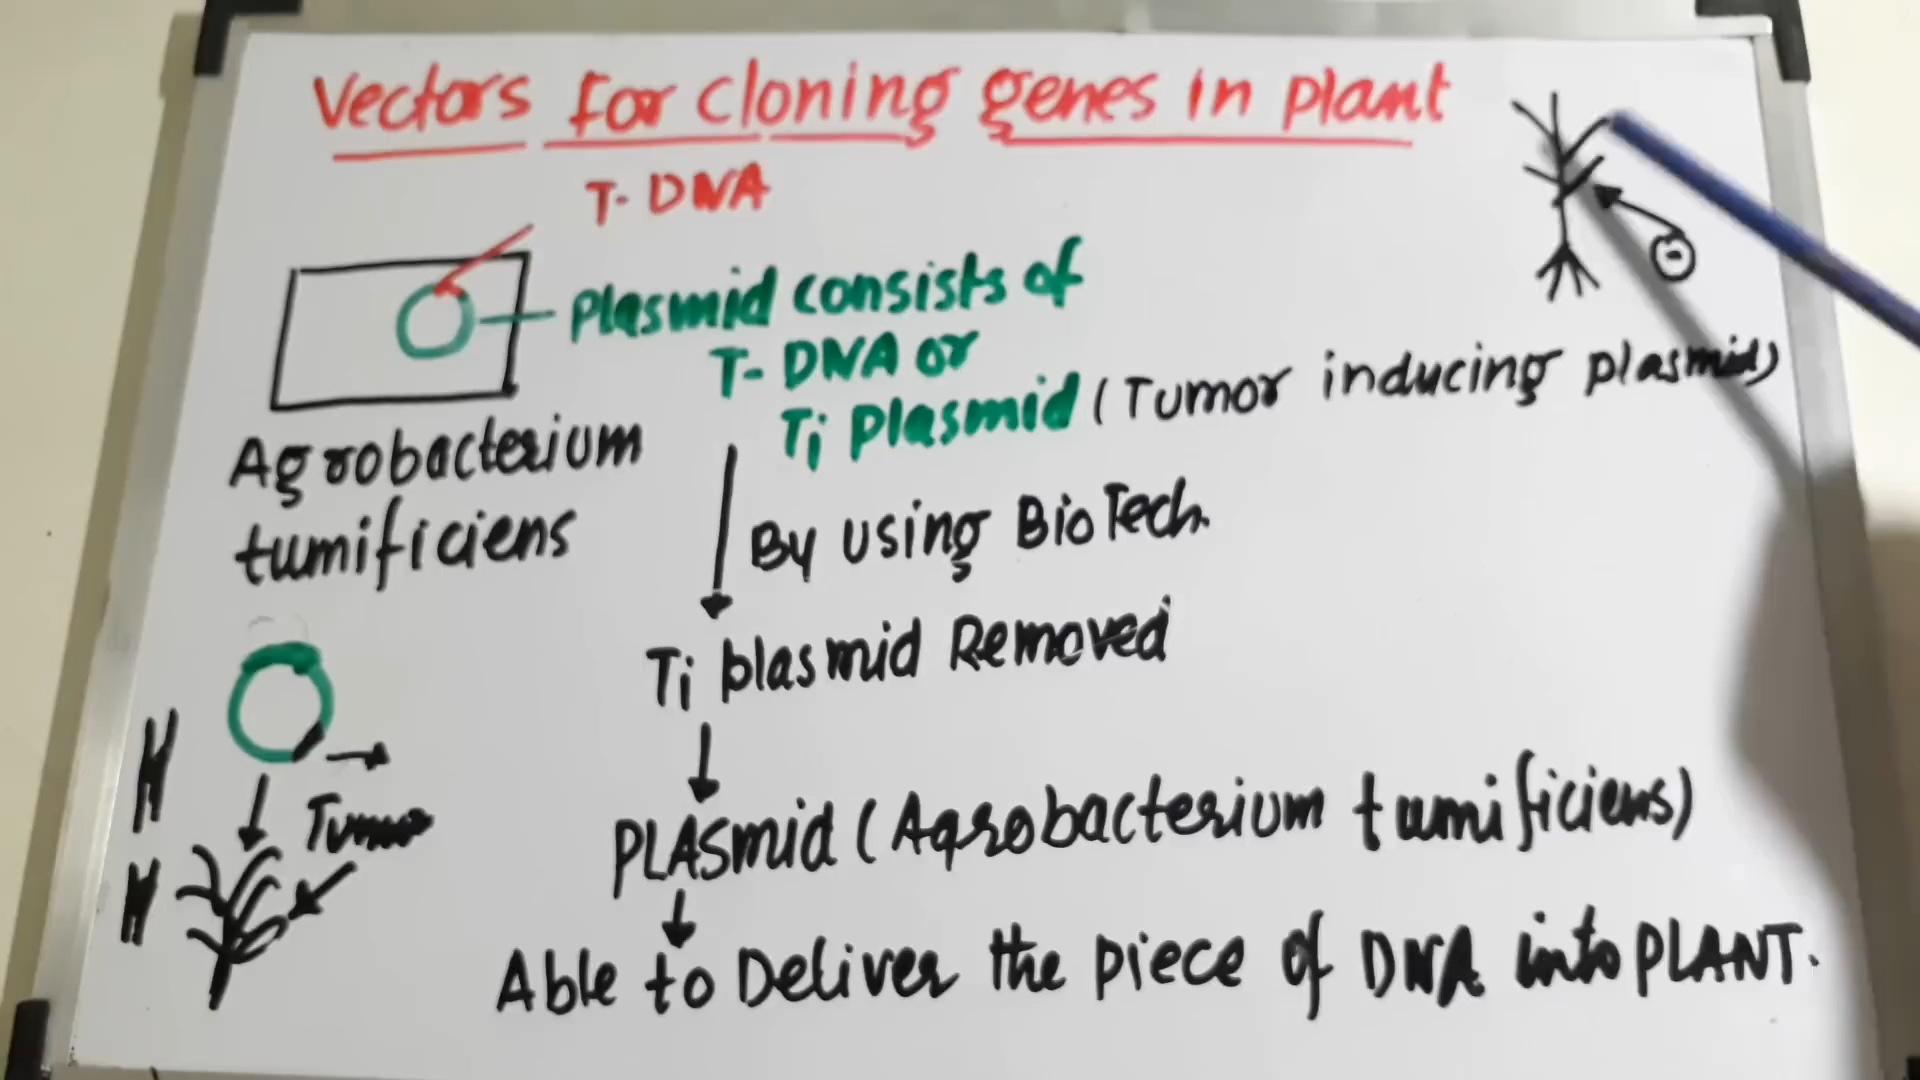 Vectors for cloning genes in plant
T-DNA
Plasmid consists of
T-DNA or
Ti Plasmid (Tumor inducing plasmid)
Agrobacterium
tumificiens
By using BioTech.
Ti plasmid Removed
Tumor
PLASmid (Agrobacterium tumificiens)
Able to Deliver the piece of DNA into PLANT.